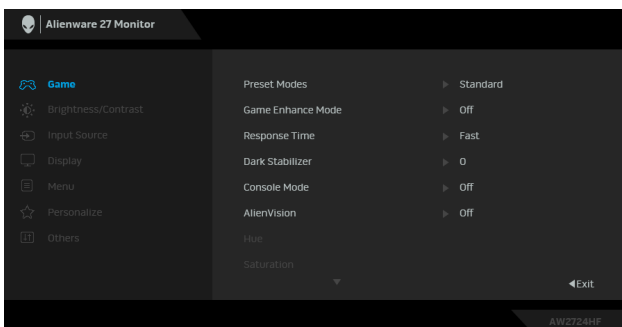 Alienware 27 Monitor
Game
Brightness/Contrast
Input Source
Display
Menu
Personalize
Others
Preset Modes Standard
Game Enhance Mode Off
Response Time Fast
Dark Stabilizer 0
Console Mode Off
AlienVision Off
Hue
Saturation
Exit
AW2724HF